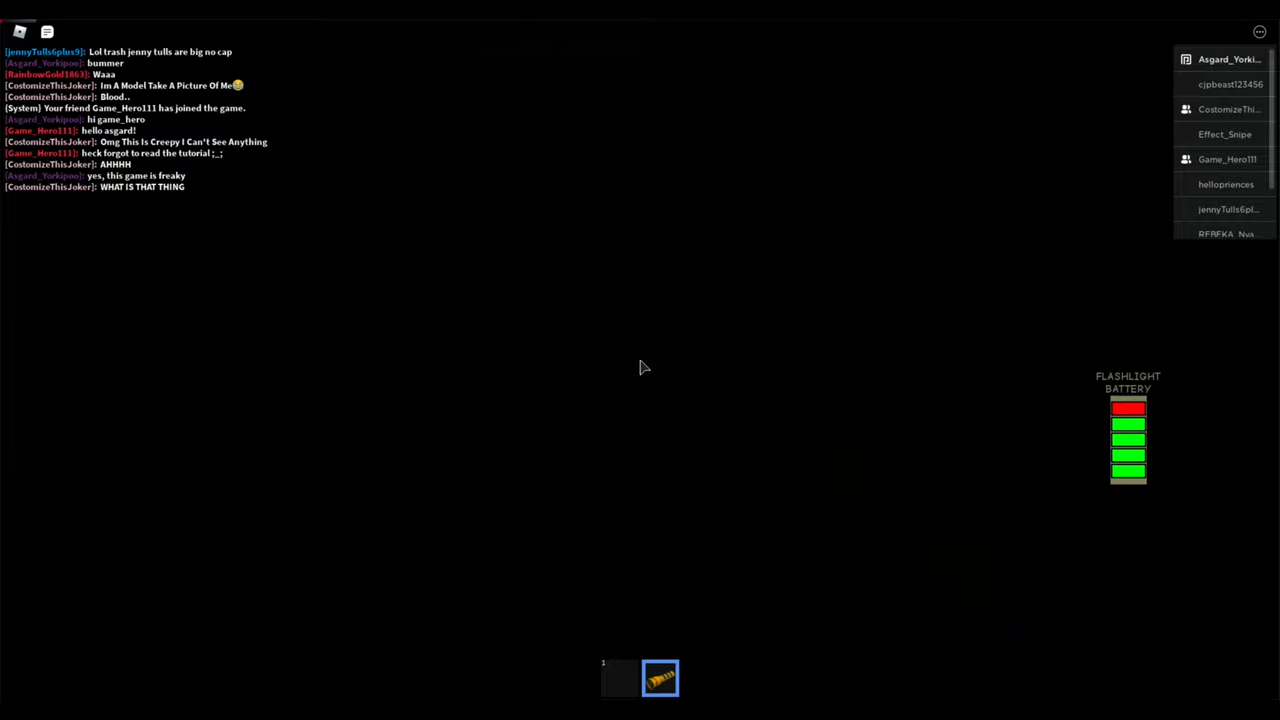 [jennyTulls6plus9]: Lol trash jenny tulls are big no cap
[Asgard_Yorkipoo]: bummer
[RainbowGold1863]: Waaa
[CostomizeThisJoker]: Im A Model Take A Picture Of Me😂
[CostomizeThisJoker]: Blood..
{System} Your friend Game_Hero111 has joined the game.
[Asgard_Yorkipoo]: hi game_hero
[Game_Hero111]: hello asgard!
[CostomizeThisJoker]: Omg This Is Creepy I Can't See Anything
[Game_Hero111]: heck forgot to read the tutorial ;_;
[CostomizeThisJoker]: AHHHH
[Asgard_Yorkipoo]: yes, this game is freaky
[CostomizeThisJoker]: WHAT IS THAT THING
Asgard_Yorki...
cjpbeast123456
CostomizeThi...
Effect_Snipe
Game_Hero111
hellopriences
jennyTulls6pl...
REBEKA_Nya...
FLASHLIGHT
BATTERY
1